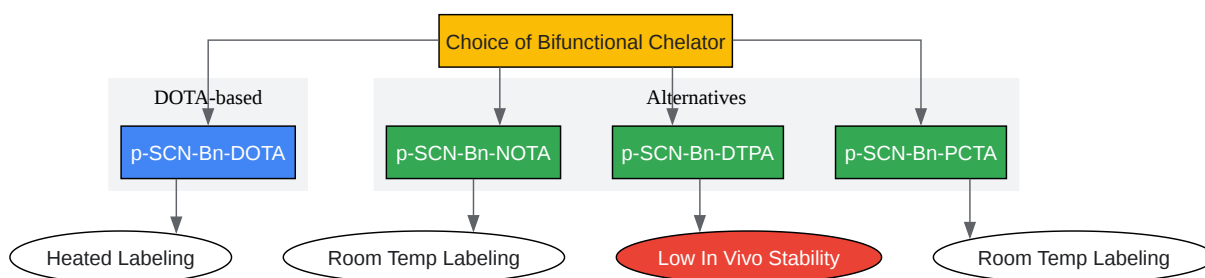 Choice of Bifunctional Chelator
DOTA-based
Alternatives
p-SCN-Bn-DOTA
p-SCN-Bn-NOTA
p-SCN-Bn-DTPA
p-SCN-Bn-PCTA
Heated Labeling
Room Temp Labeling
Low In Vivo Stability
Room Temp Labeling